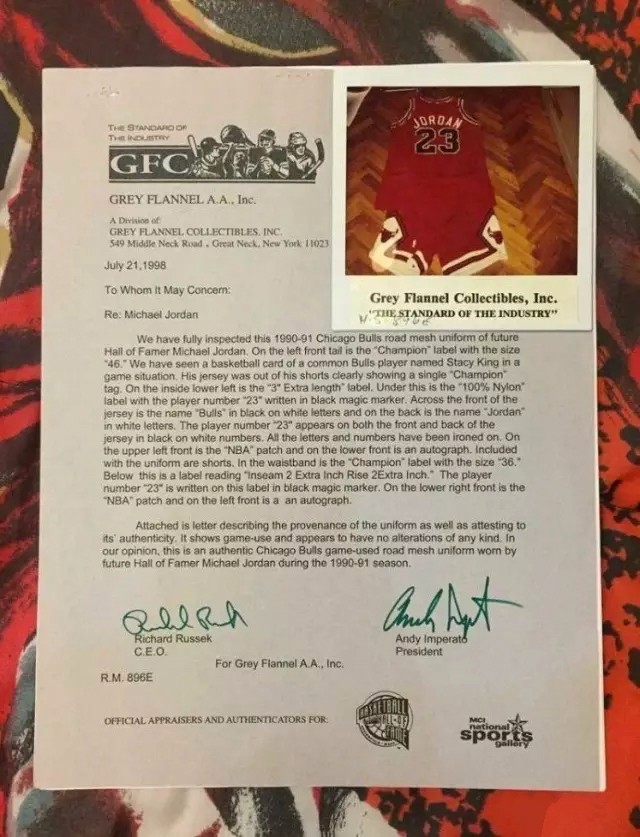 THE STANDARD OF
THE INDUSTRY
GFC
GREY FLANNEL A.A., Inc.
A Division of:
GREY FLANNEL COLLECTIBLES, INC.
549 Middle Neck Road . Great Neck, New York 11023
JORDAN
23
Grey Flannel Collectibles, Inc.
"THE STANDARD OF THE INDUSTRY"
July 21,1998
To Whom It May Concern:
Re: Michael Jordan
We have fully inspected this 1990-91 Chicago Bulls road mesh uniform of future
Hall of Famer Michael Jordan. On the left front tail is the "Champion" label with the size
"46." We have seen a basketball card of a common Bulls player named Stacy King in a
game situation. His jersey was out of his shorts clearly showing a single "Champion"
tag. On the inside lower left is the "3" Extra length" label. Under this is the "100% Nylon"
label with the player number "23" written in black magic marker. Across the front of the
jersey is the name "Bulls" in black on white letters and on the back is the name "Jordan"
in white letters. The player number "23" appears on both the front and back of the
jersey in black on white numbers. All the letters and numbers have been ironed on. On
the upper left front is the "NBA" patch and on the lower front is an autograph. Included
with the uniform are shorts. In the waistband is the "Champion" label with the size "36."
Below this is a label reading "Inseam 2 Extra Inch Rise 2Extra Inch." The player
number "23" is written on this label in black magic marker. On the lower right front is the
"NBA" patch and on the left front is a an autograph.
Attached is letter describing the provenance of the uniform as well as attesting to
its' authenticity. It shows game-use and appears to have no alterations of any kind. In
our opinion, this is an authentic Chicago Bulls game-used road mesh uniform worn by
future Hall of Famer Michael Jordan during the 1990-91 season.
Richard Russek
C.E.O.
Andy Imperato
President
For Grey Flannel A.A., Inc.
R.M. 896E
OFFICIAL APPRAISERS AND AUTHENTICATORS FOR:
BASKETBALL
HALL OF
FAME
MCI
national
sports
gallery